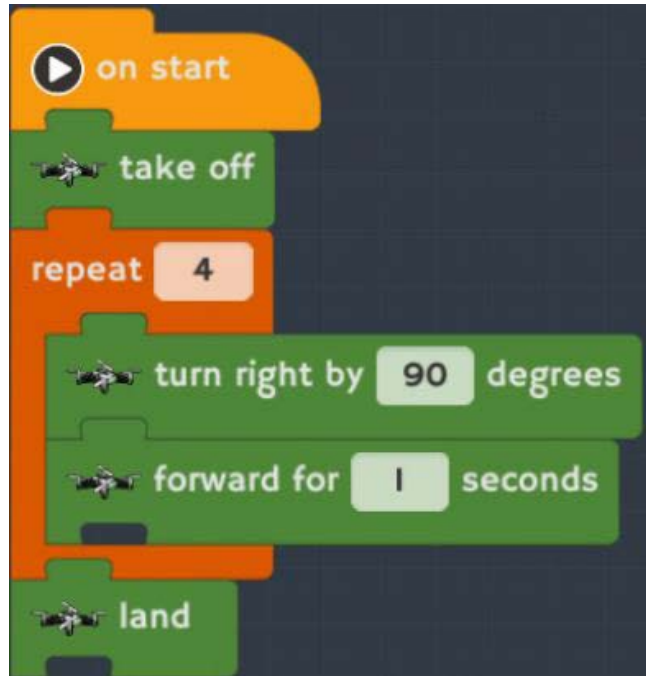 on start
take off
repeat 4
turn right by 90 degrees
forward for 1 seconds
land